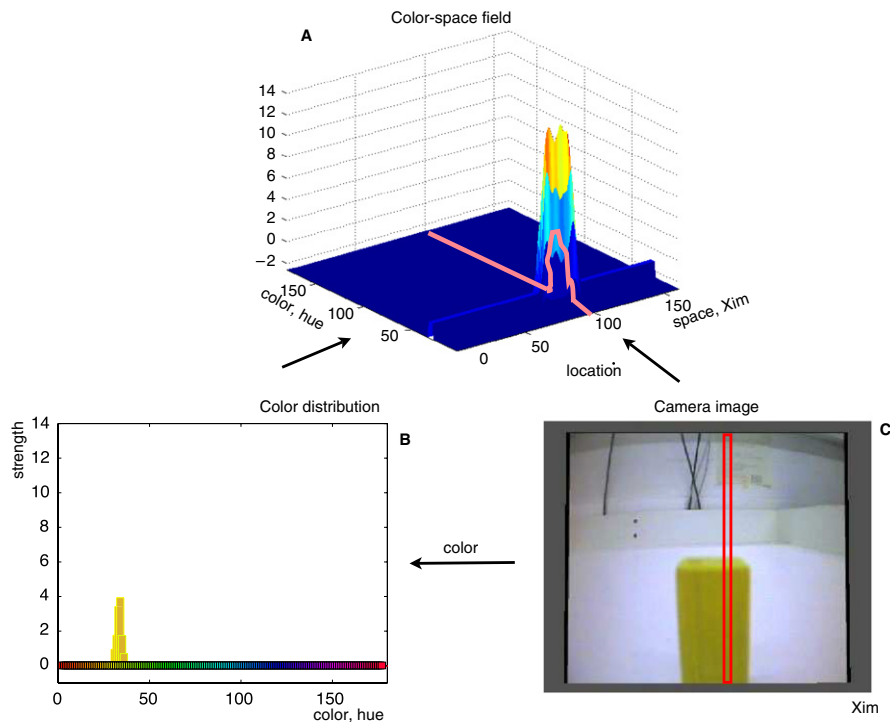 Color-space field
A
14
12
10
8
6
4
2
0
−2
150
100
50
color, hue
0
50
100
150
space, Xim
location
Color distribution
B
strength
14
12
10
8
6
4
2
0
0
50
100
150
color, hue
color
Camera image
C
Xim